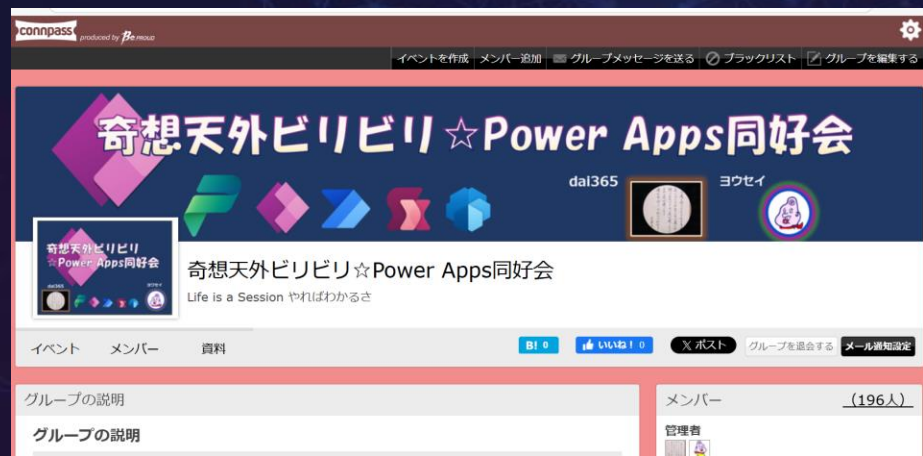 connpass produced by Be PROUD
イベントを作成 メンバー追加 グループメッセージを送る ブラックリスト グループを編集する
奇想天外ビリビリ☆Power Apps同好会
dai365 ヨウセイ
奇想天外ビリビリ
☆Power Apps同好会
奇想天外ビリビリ☆Power Apps同好会
Life is a Session やればわかるさ
イベント メンバー 資料 B! 0 いいね! 0 X ポスト グループを退会する メール通知設定
グループの説明 メンバー (196人)
グループの説明 管理者